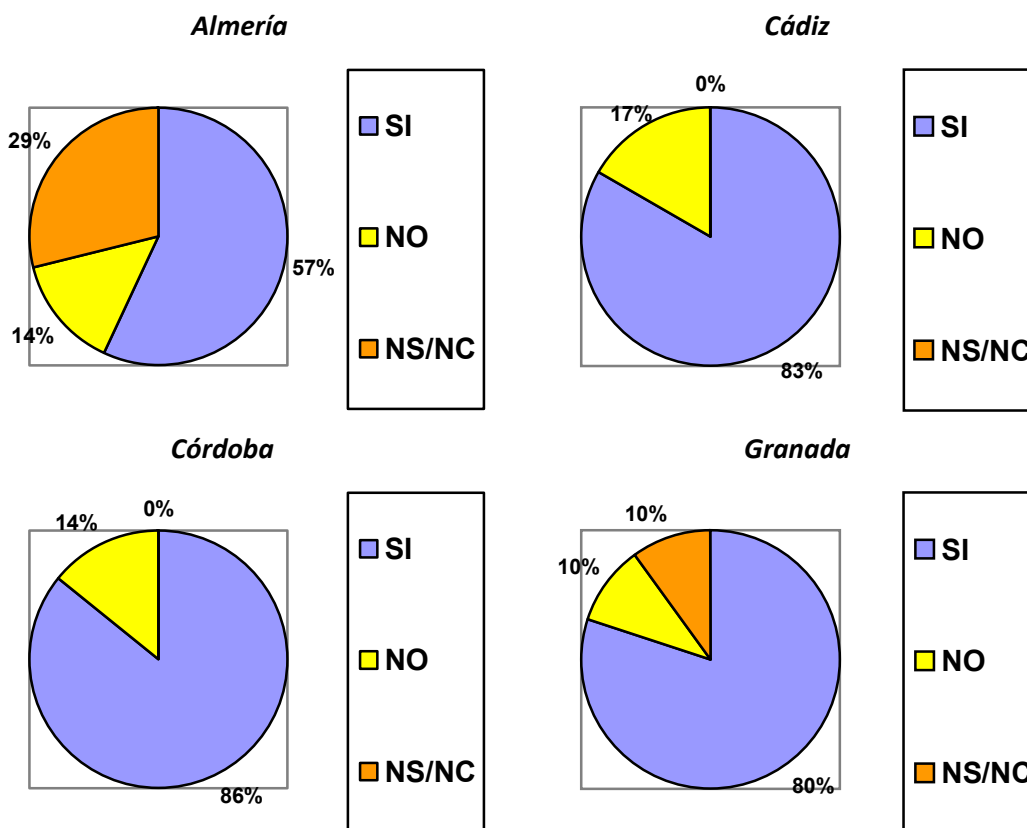 Almería
29%
57%
14%
SI
NO
NS/NC
Cádiz
0%
17%
83%
SI
NO
NS/NC
Córdoba
0%
14%
86%
SI
NO
NS/NC
Granada
10%
10%
80%
SI
NO
NS/NC